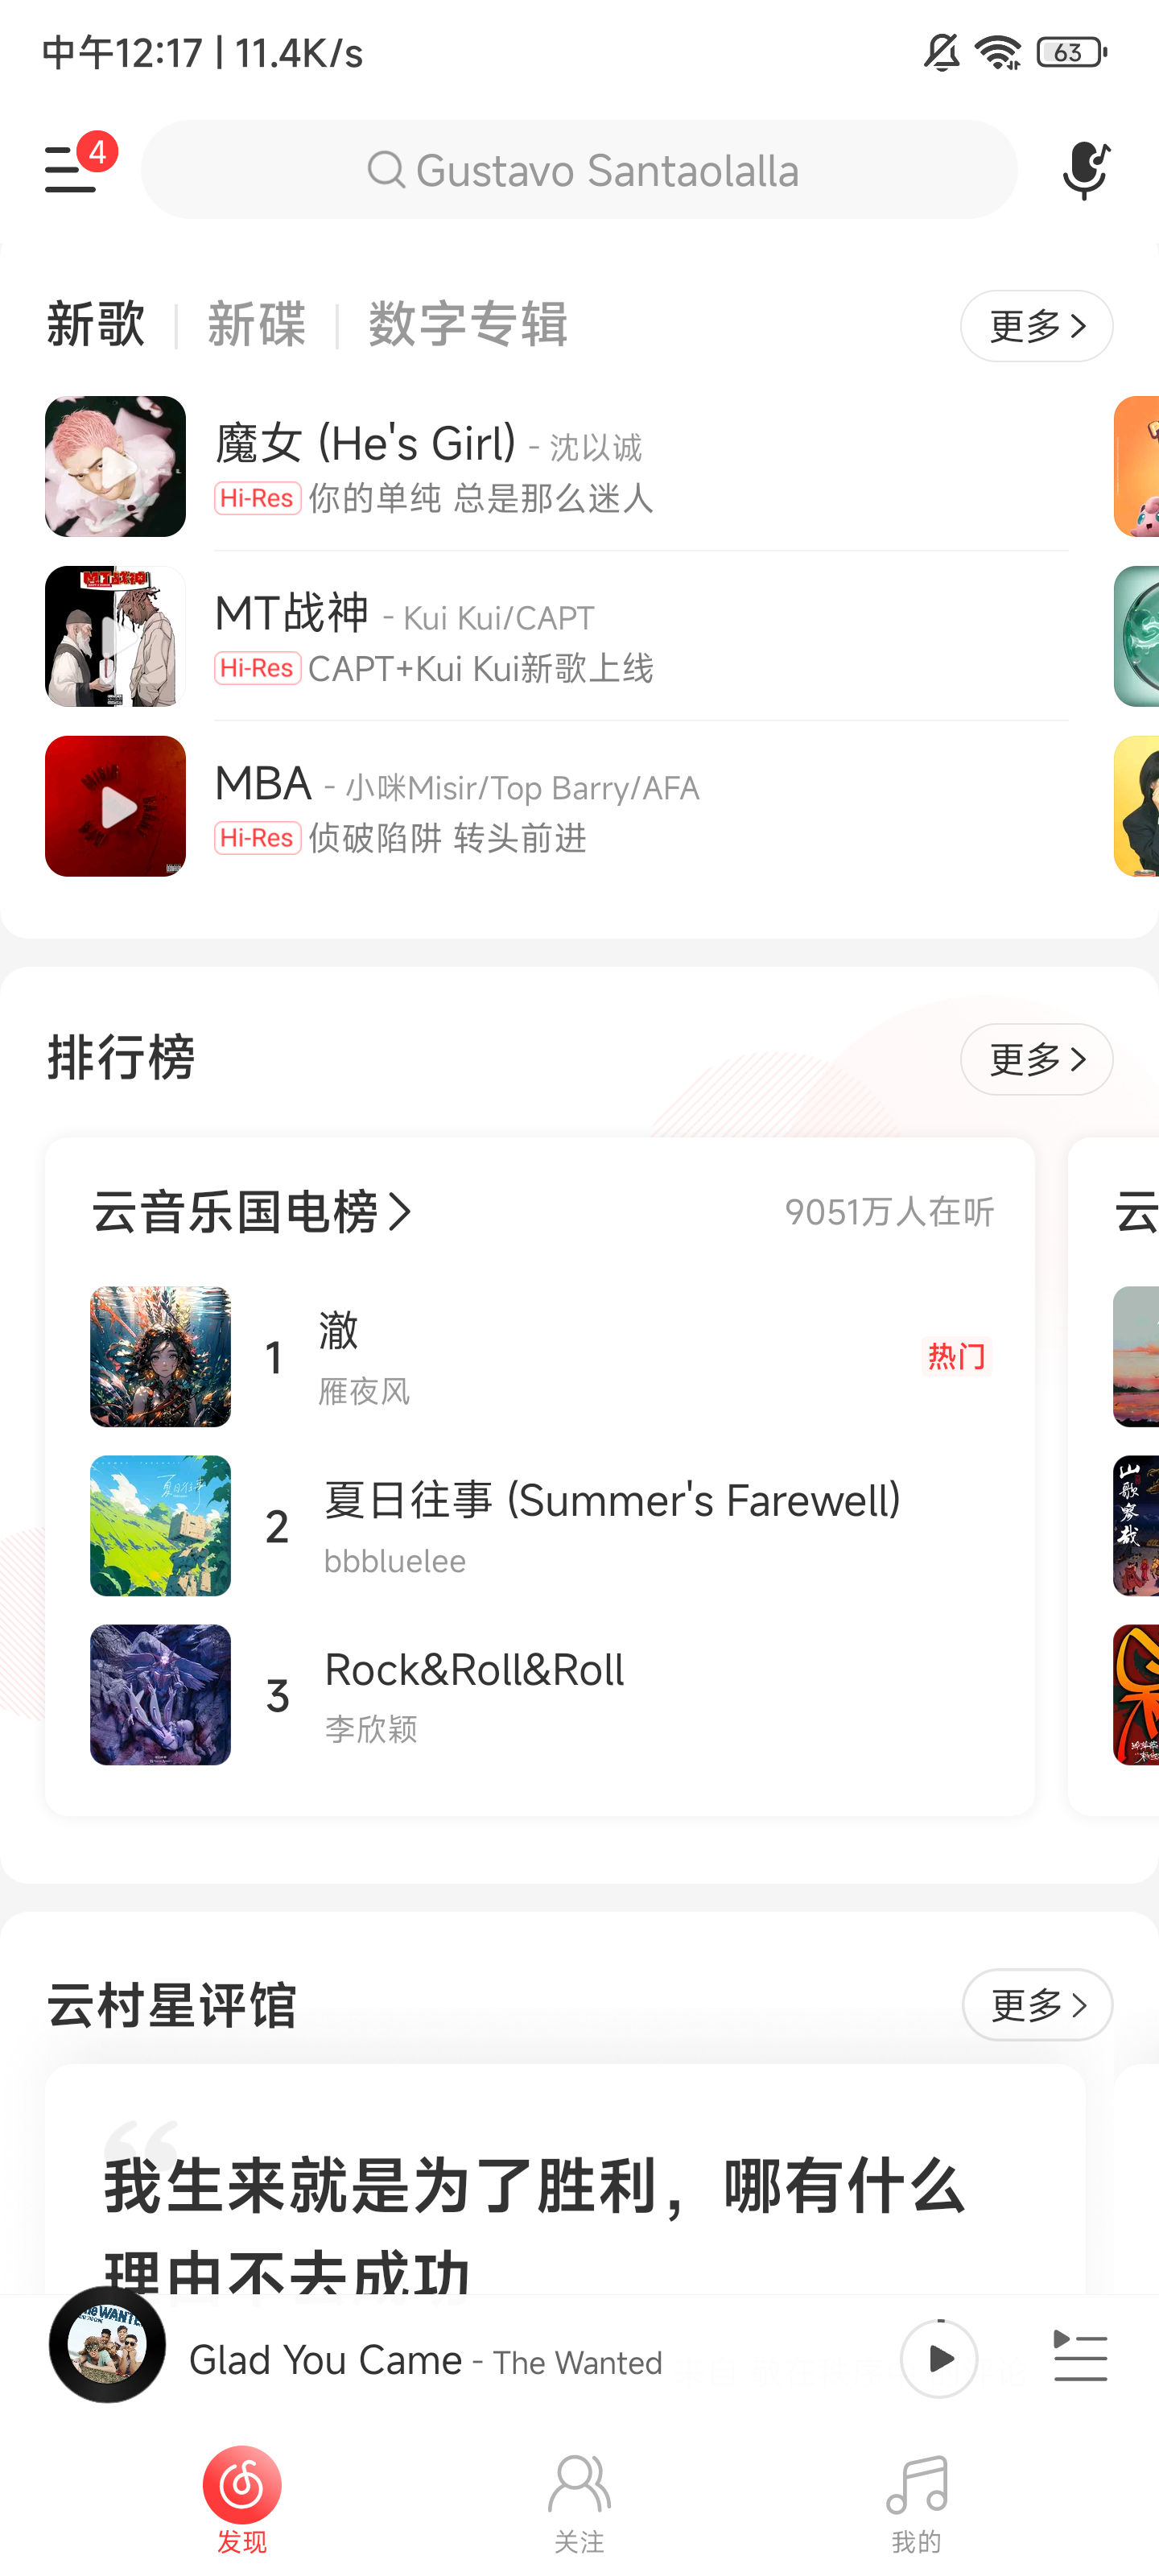 中午12:17 | 11.4K/s
63
4
Gustavo Santaolalla
新歌 | 新碟 | 数字专辑
更多
魔女 (He's Girl) - 沈以诚
Hi-Res 你的单纯 总是那么迷人
MT战神 - Kui Kui/CAPT
Hi-Res CAPT+Kui Kui新歌上线
MBA - 小咪Misir/Top Barry/AFA
Hi-Res 侦破陷阱 转头前进
排行榜
更多
云音乐国电榜
9051万人在听
云
1 澈
雁夜风
热门
2 夏日往事 (Summer's Farewell)
bbbluelee
3 Rock&Roll&Roll
李欣颖
云村星评馆
更多
我生来就是为了胜利，哪有什么
理由不去成功
Glad You Came - The Wanted
发现
关注
我的